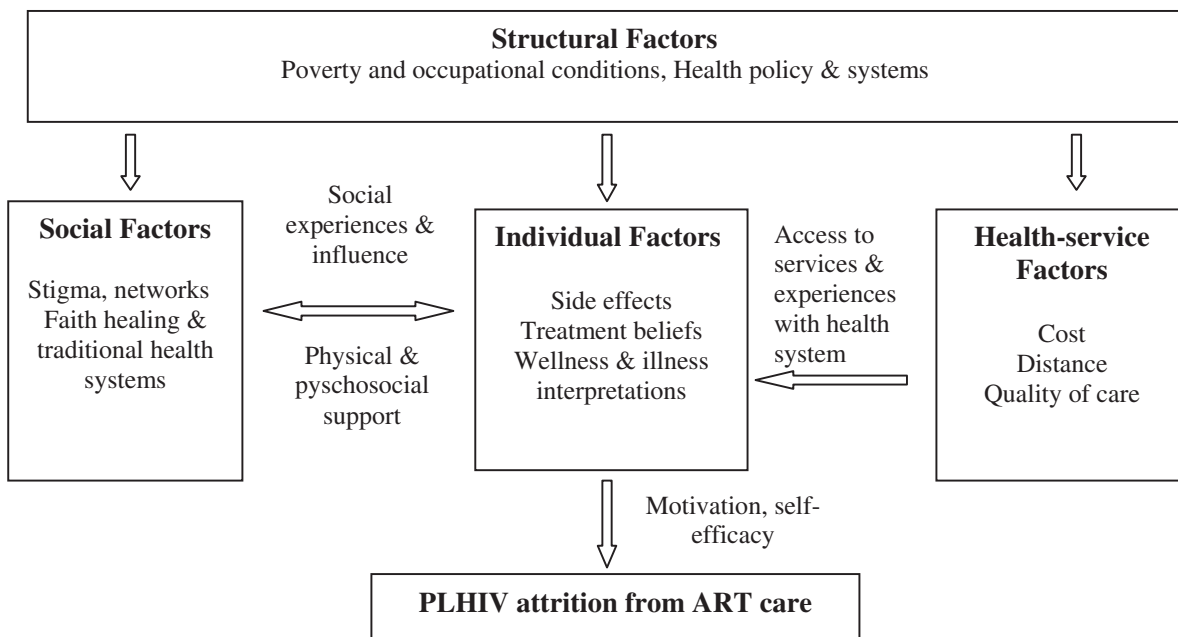 Structural Factors
Poverty and occupational conditions, Health policy & systems
Social Factors
Stigma, networks
Faith healing &
traditional health
systems
Social
experiences &
influence
Physical &
pyschosocial
support
Individual Factors
Side effects
Treatment beliefs
Wellness & illness
interpretations
Access to
services &
experiences
with health
system
Health-service
Factors
Cost
Distance
Quality of care
Motivation, self-
efficacy
PLHIV attrition from ART care